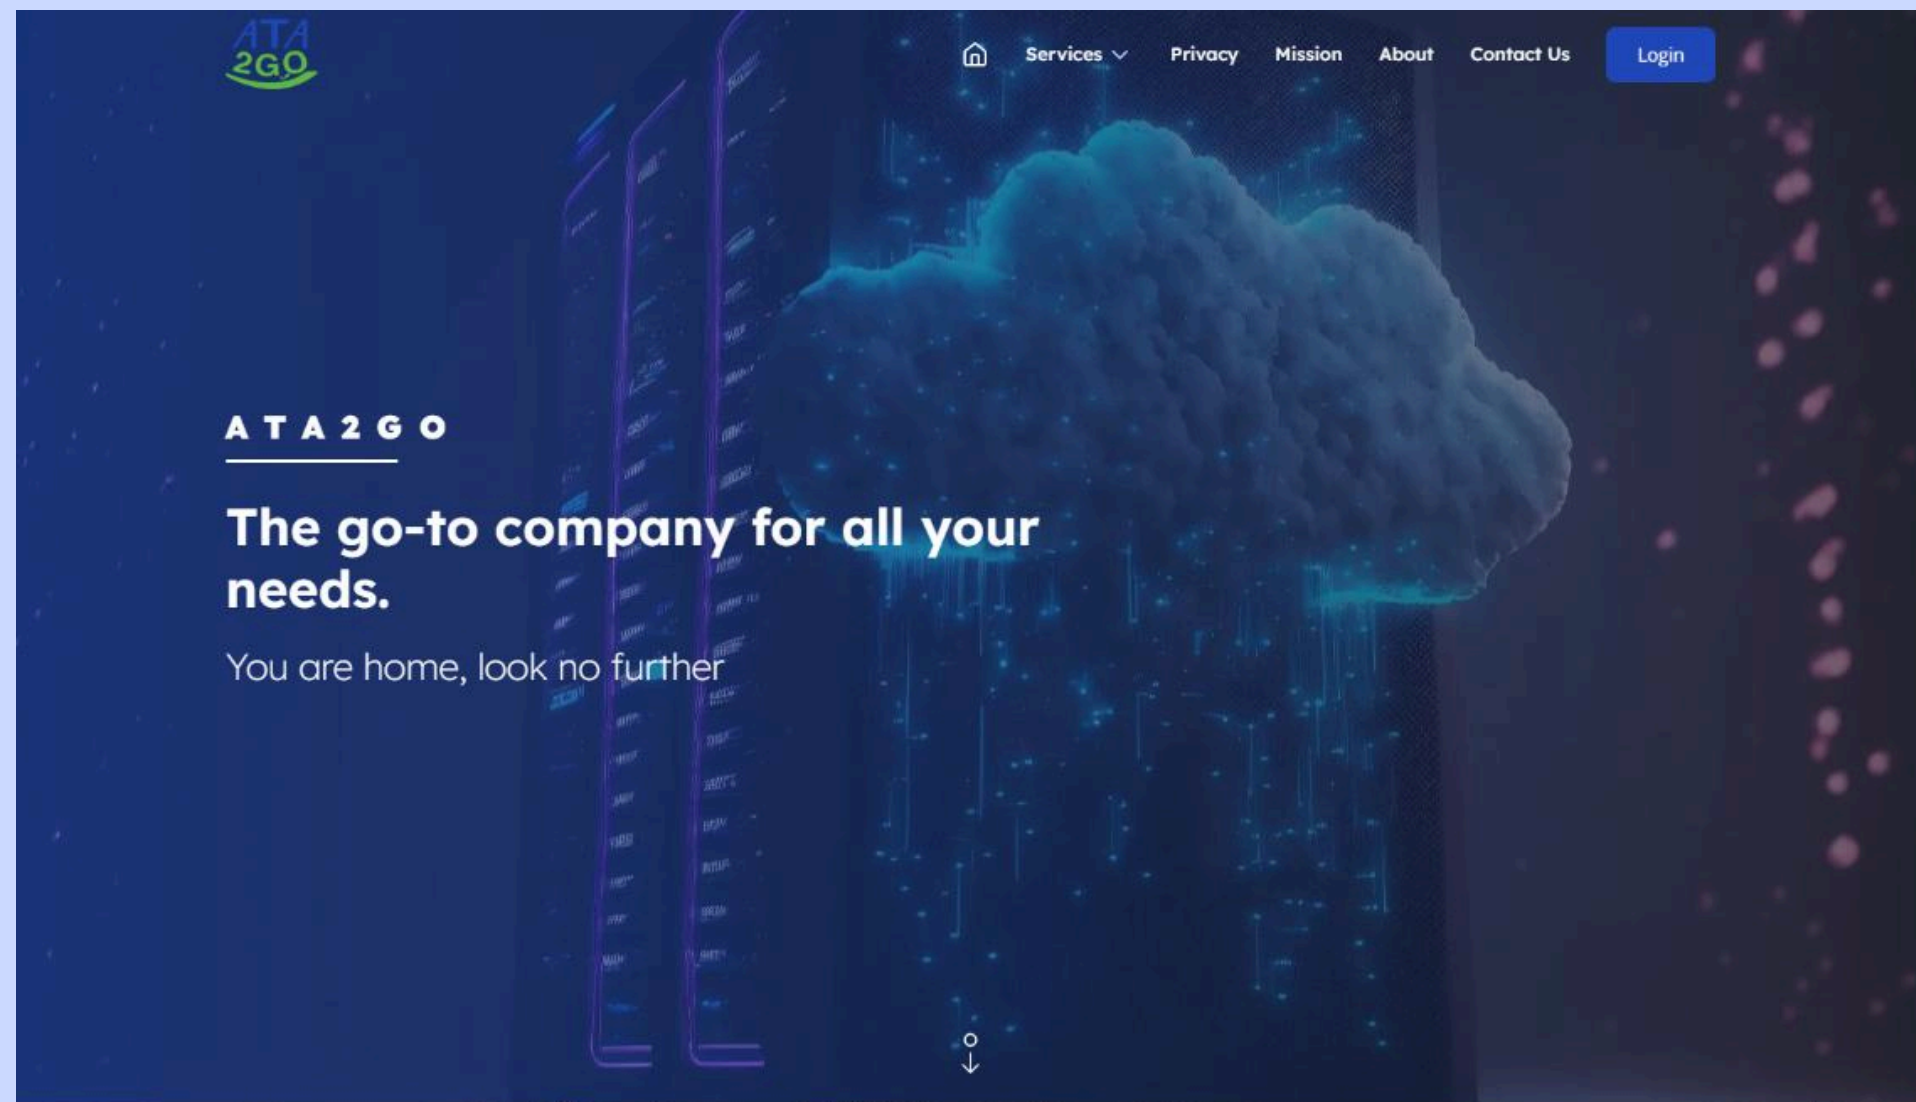 ATA
2GO
Services
Privacy
Mission
About
Contact Us
Login
ATA2GO
The go-to company for all your
needs.
You are home, look no further